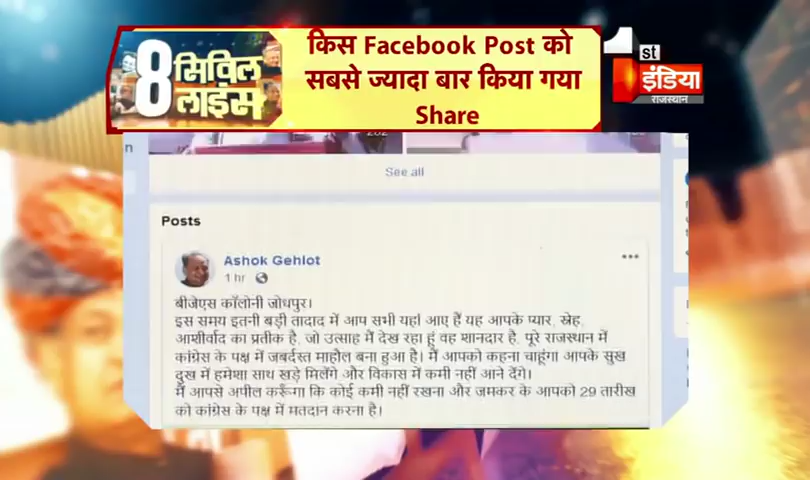 8 सिविल लाइंस
किस Facebook Post को
सबसे ज्यादा बार किया गया
Share
1st
इंडिया
राजस्थान
n
See all
Posts
Ashok Gehlot
1 hr
बीजेएस कॉलोनी जोधपुर।
इस समय इतनी बड़ी तादाद में आप सभी यहां आए हैं यह आपके प्यार, स्नेह,
आशीर्वाद का प्रतीक है, जो उत्साह मैं देख रहा हूं वह शानदार है, पूरे राजस्थान में
कांग्रेस के पक्ष में जबर्दस्त माहौल बना हुआ है। मैं आपको कहना चाहूंगा आपके सुख
दुख में हमेशा साथ खड़े मिलेंगे और विकास में कमी नहीं आने देंगे।
मैं आपसे अपील करूँगा कि कोई कमी नहीं रखना और जमकर के आपको 29 तारीख
को कांग्रेस के पक्ष में मतदान करना है।